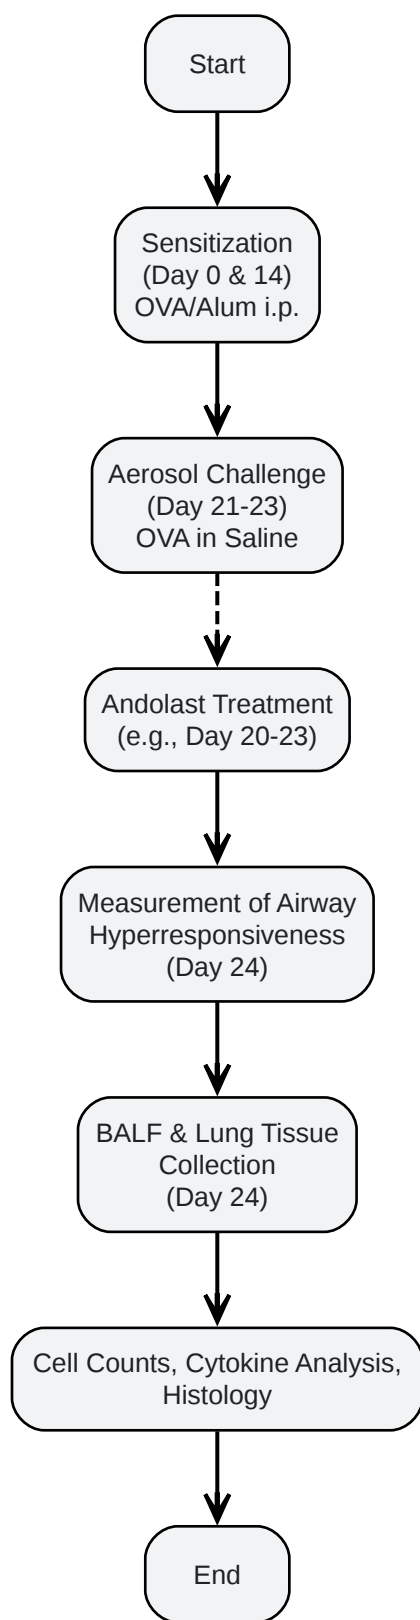 Start
Sensitization
(Day 0 & 14)
OVA/Alum i.p.
Aerosol Challenge
(Day 21-23)
OVA in Saline
Andolast Treatment
(e.g., Day 20-23)
Measurement of Airway
Hyperresponsiveness
(Day 24)
BALF & Lung Tissue
Collection
(Day 24)
Cell Counts, Cytokine Analysis,
Histology
End